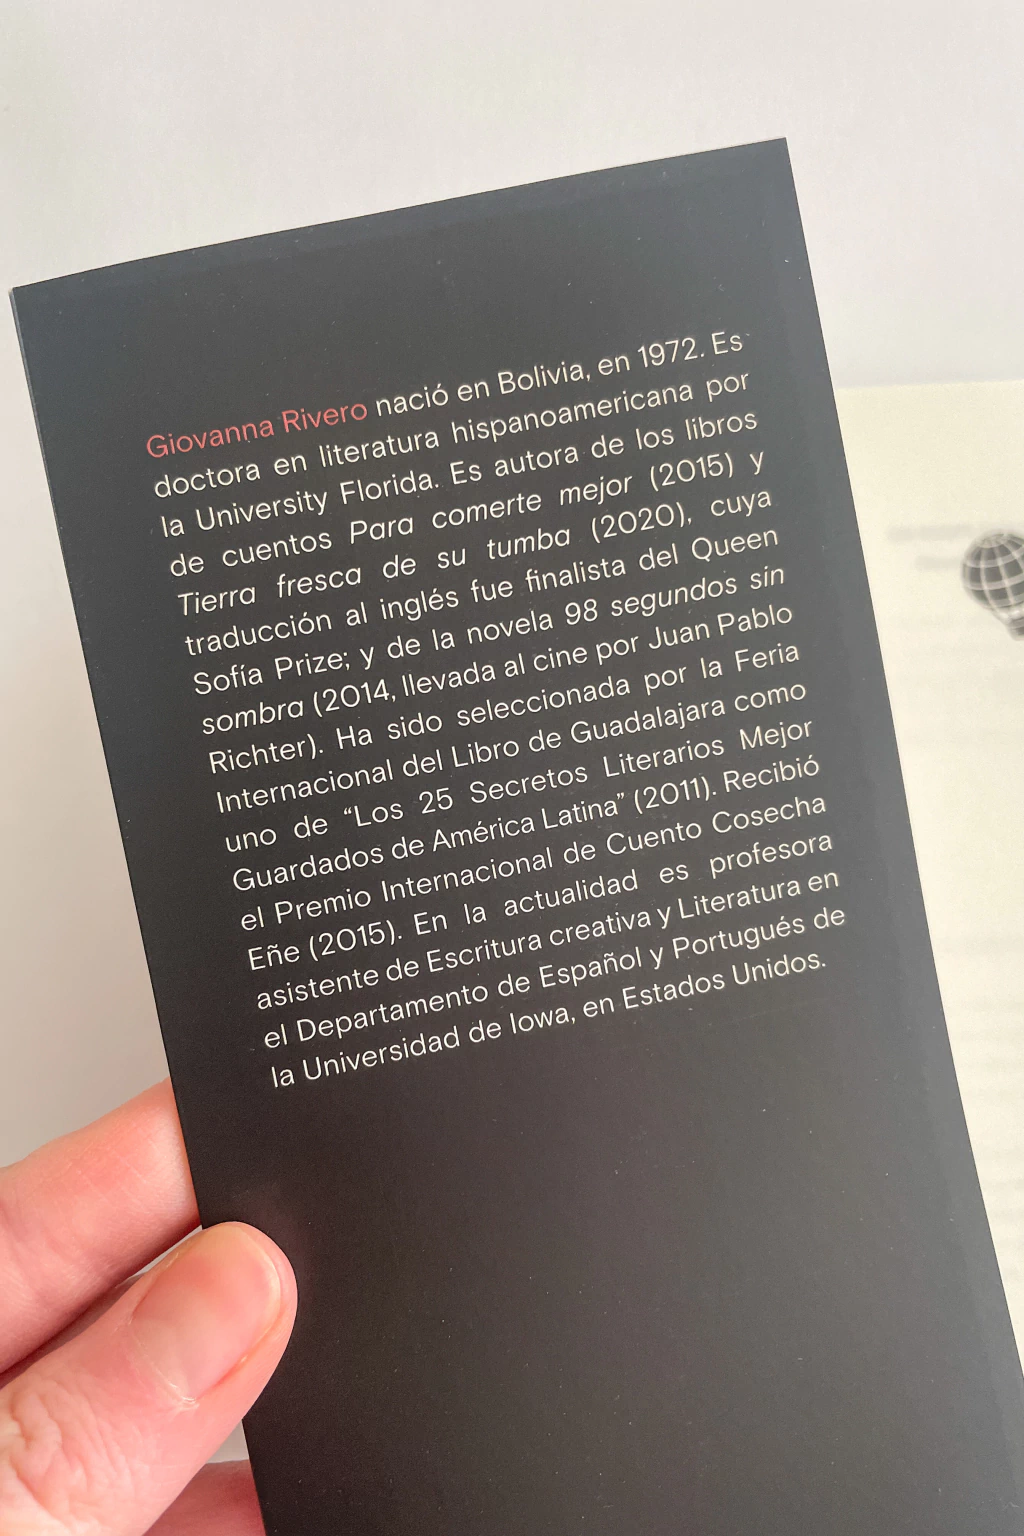 Giovanna Rivero nació en Bolivia, en 1972. Es
doctora en literatura hispanoamericana por
la University Florida. Es autora de los libros
de cuentos Para comerte mejor (2015) y
Tierra fresca de su tumba (2020), cuya
traducción al inglés fue finalista del Queen
Sofía Prize; y de la novela 98 segundos sin
sombra (2014, llevada al cine por Juan Pablo
Richter). Ha sido seleccionada por la Feria
Internacional del Libro de Guadalajara como
uno de “Los 25 Secretos Literarios Mejor
Guardados de América Latina” (2011). Recibió
el Premio Internacional de Cuento Cosecha
Eñe (2015). En la actualidad es profesora
asistente de Escritura creativa y Literatura en
el Departamento de Español y Portugués de
la Universidad de Iowa, en Estados Unidos.